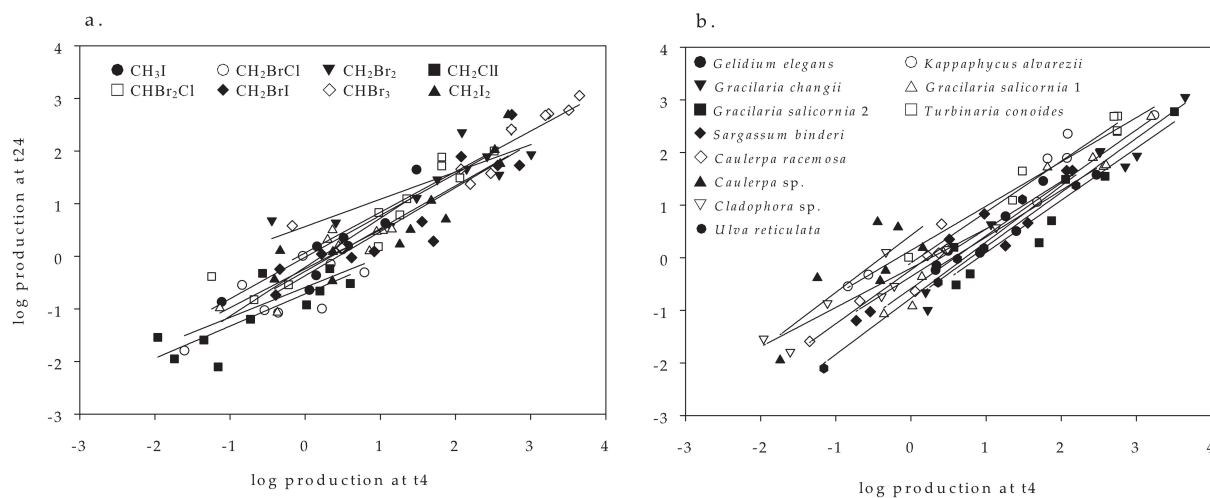 a.
CH3I CH2BrCl CH2Br2 CH2ClI
CHBr2Cl CH2BrI CHBr3 CH2I2
4
3
2
1
0
-1
-2
-3
-3 -2 -1 0 1 2 3 4
log production at t24
log production at t4
b.
Gelidium elegans Kappaphycus alvarezii
Gracilaria changii Gracilaria salicornia 1
Gracilaria salicornia 2 Turbinaria conoides
Sargassum binderi
Caulerpa racemosa
Caulerpa sp.
Cladophora sp.
Ulva reticulata
4
3
2
1
0
-1
-2
-3
-3 -2 -1 0 1 2 3 4
log production at t4